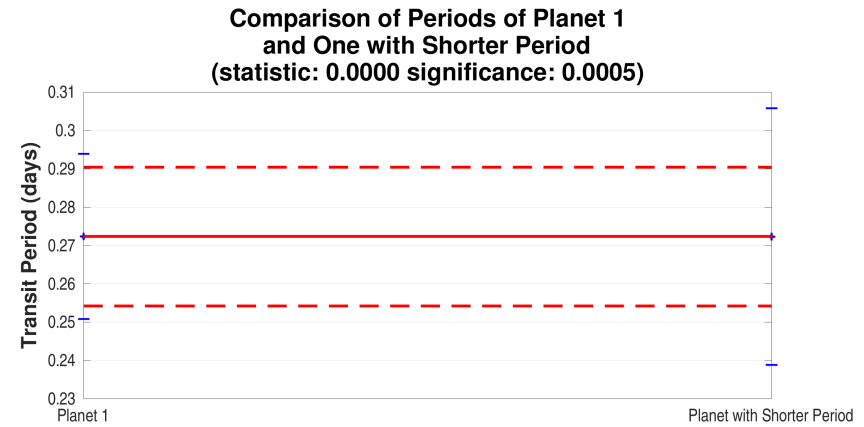 Comparison of Periods of Planet 1
and One with Shorter Period
(statistic: 0.0000 significance: 0.0005)
0.31
0.3
0.29
0.28
0.27
0.26
0.25
0.24
0.23
Transit Period (days)
Planet 1
Planet with Shorter Period